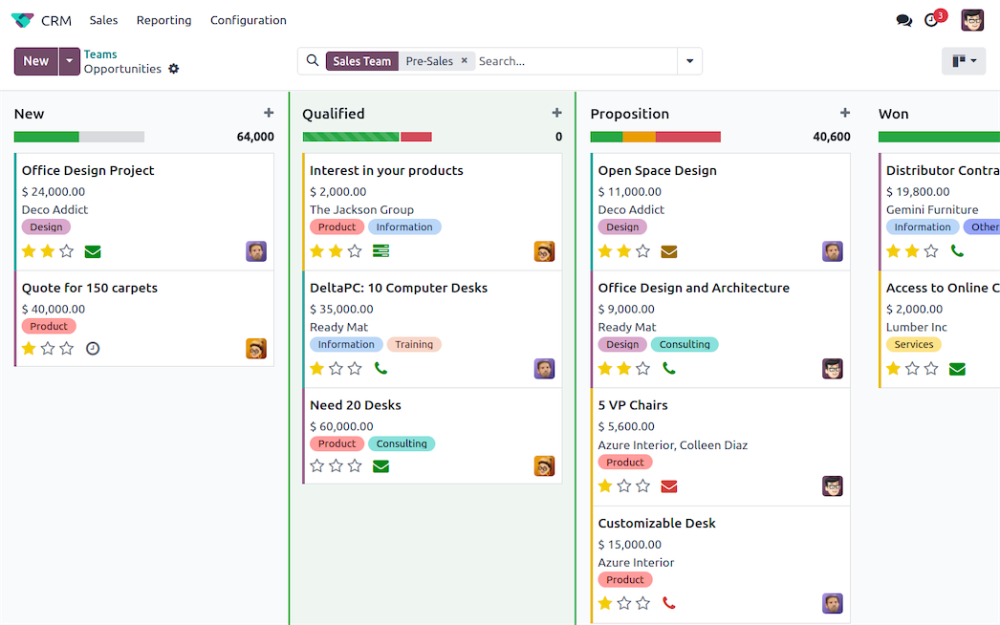 CRM Sales Reporting Configuration 3
New Teams
Opportunities
Sales Team Pre-Sales × Search...
New +
64,000
Office Design Project
$ 24,000.00
Deco Addict
Design
Quote for 150 carpets
$ 40,000.00
Product
Qualified +
0
Interest in your products
$ 2,000.00
The Jackson Group
Product Information
DeltaPC: 10 Computer Desks
$ 35,000.00
Ready Mat
Information Training
Need 20 Desks
$ 60,000.00
Product Consulting
Proposition +
40,600
Open Space Design
$ 11,000.00
Deco Addict
Design
Office Design and Architecture
$ 9,000.00
Ready Mat
Design Consulting
5 VP Chairs
$ 5,600.00
Azure Interior, Colleen Diaz
Product
Customizable Desk
$ 15,000.00
Azure Interior
Product
Won
Distributor Contra
$ 19,800.00
Gemini Furniture
Information Other
Access to Online C
$ 2,000.00
Lumber Inc
Services